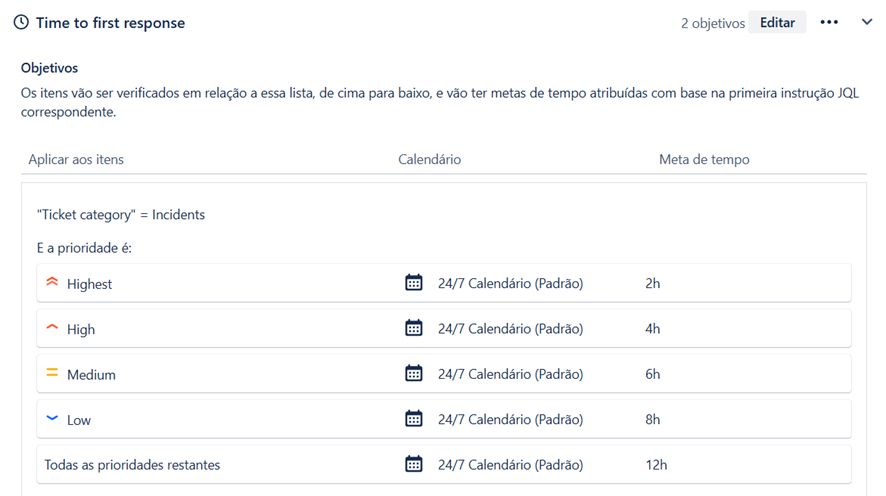 Time to first response 2 objetivos Editar
Objetivos
Os itens vão ser verificados em relação a essa lista, de cima para baixo, e vão ter metas de tempo atribuídas com base na primeira instrução JQL
correspondente.
Aplicar aos itens Calendário Meta de tempo
"Ticket category" = Incidents
E a prioridade é:
Highest 24/7 Calendário (Padrão) 2h
High 24/7 Calendário (Padrão) 4h
Medium 24/7 Calendário (Padrão) 6h
Low 24/7 Calendário (Padrão) 8h
Todas as prioridades restantes 24/7 Calendário (Padrão) 12h